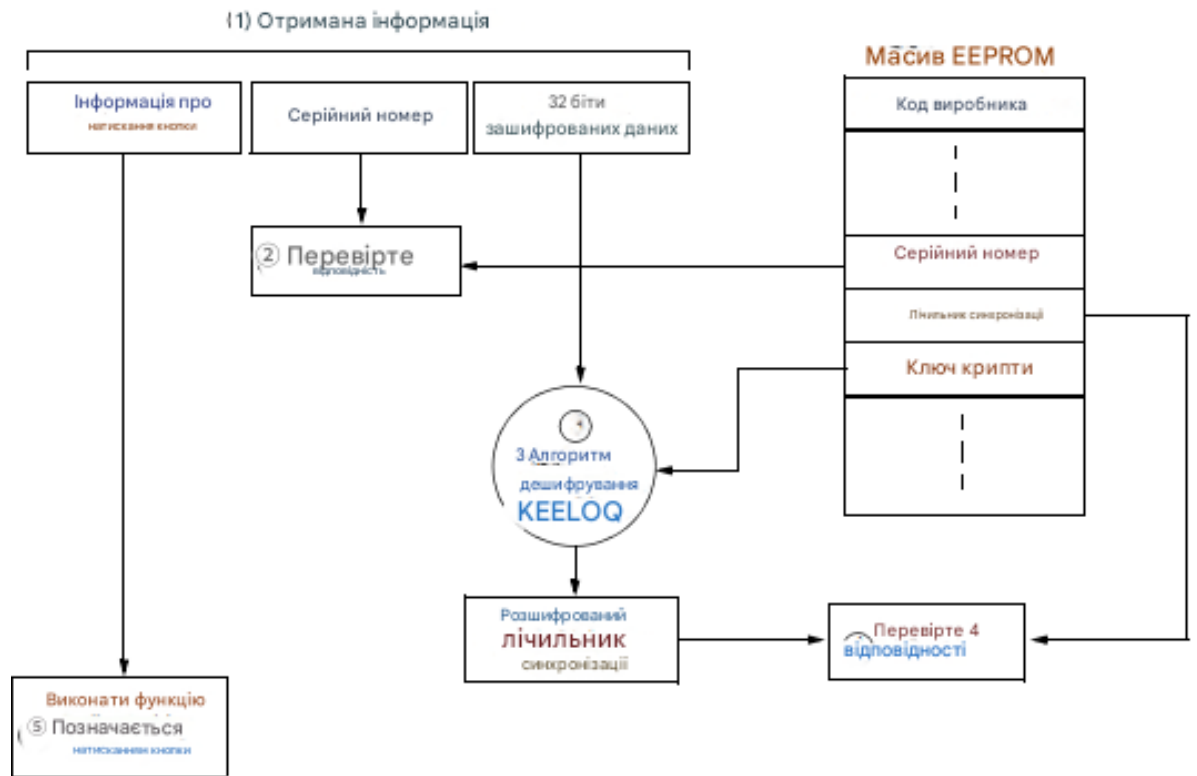 (1) Отримана інформація
Масив EEPROM
Інформація про
натискання кнопки
Серійний номер
32 біти
зашифрованих даних
Код виробника
② Перевірте
відповідність
Серійний номер
Лічильник синхронізації
Ключ крипти
3 Алгоритм
дешифрування
KEELOQ
Розшифрований
лічильник
синхронізації
Перевірте 4
відповідності
Виконати функцію
⑤ Позначається
натисканням кнопки